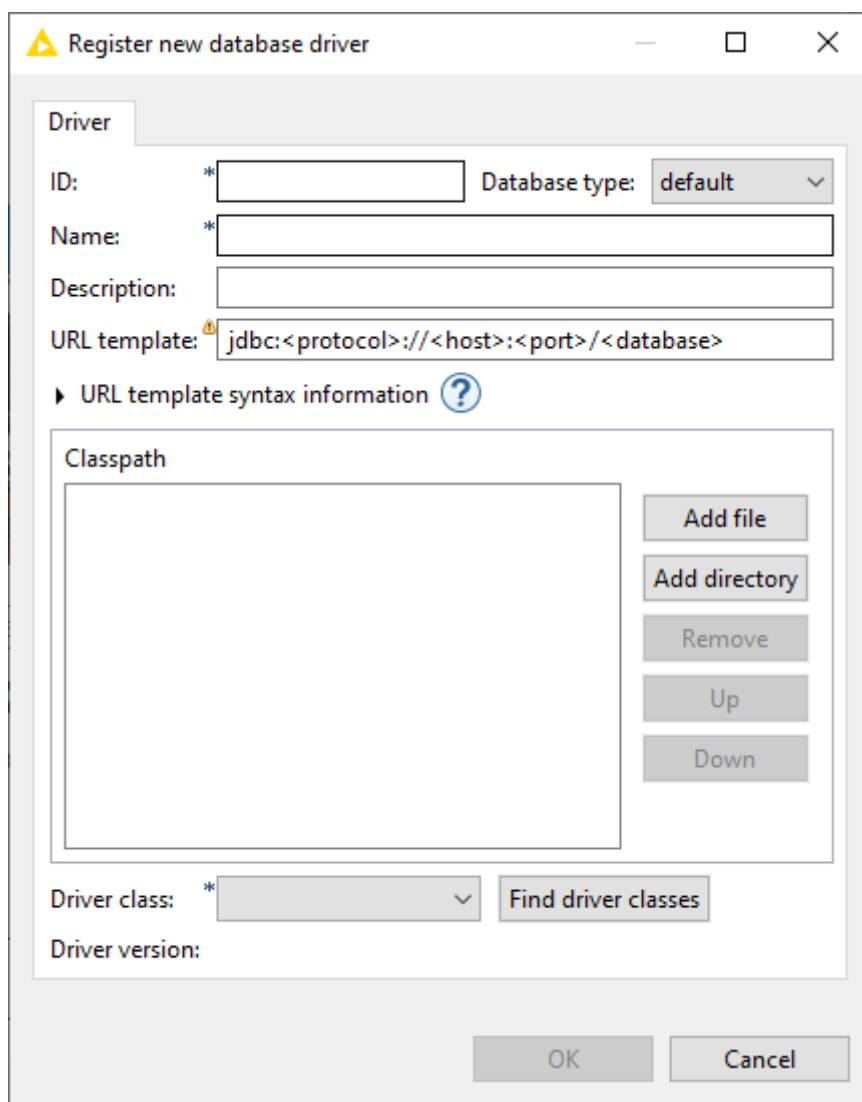 Register new database driver
Driver
ID: * Database type: default
Name: *
Description:
URL template: jdbc:<protocol>://<host>:<port>/<database>
URL template syntax information ?
Classpath
Add file
Add directory
Remove
Up
Down
Driver class: * Find driver classes
Driver version:
OK Cancel